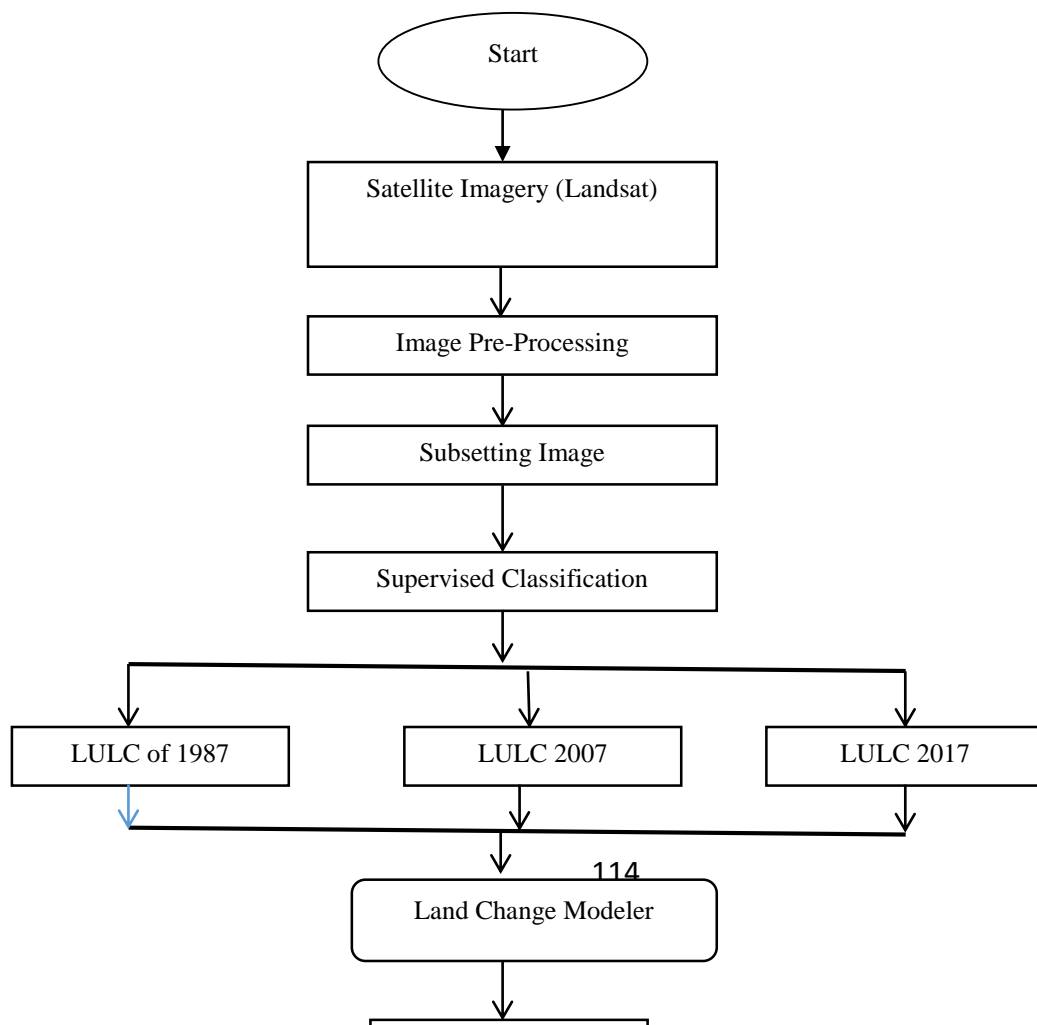 Start
Satellite Imagery (Landsat)
Image Pre-Processing
Subsetting Image
Supervised Classification
LULC of 1987
LULC 2007
LULC 2017
114
Land Change Modeler